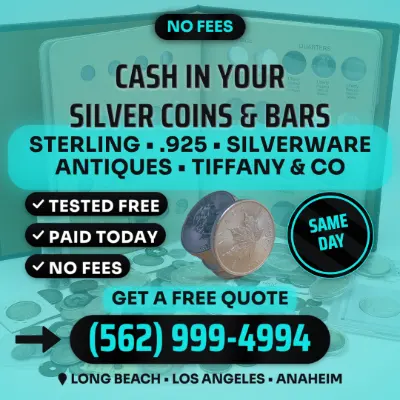 NO FEES
CASH IN YOUR
SILVER COINS & BARS
STERLING ▪ .925 ▪ SILVERWARE
ANTIQUES ▪ TIFFANY & CO
✓ TESTED FREE
✓ PAID TODAY
✓ NO FEES
SAME
DAY
GET A FREE QUOTE
(562) 999-4994
LONG BEACH ▪ LOS ANGELES ▪ ANAHEIM